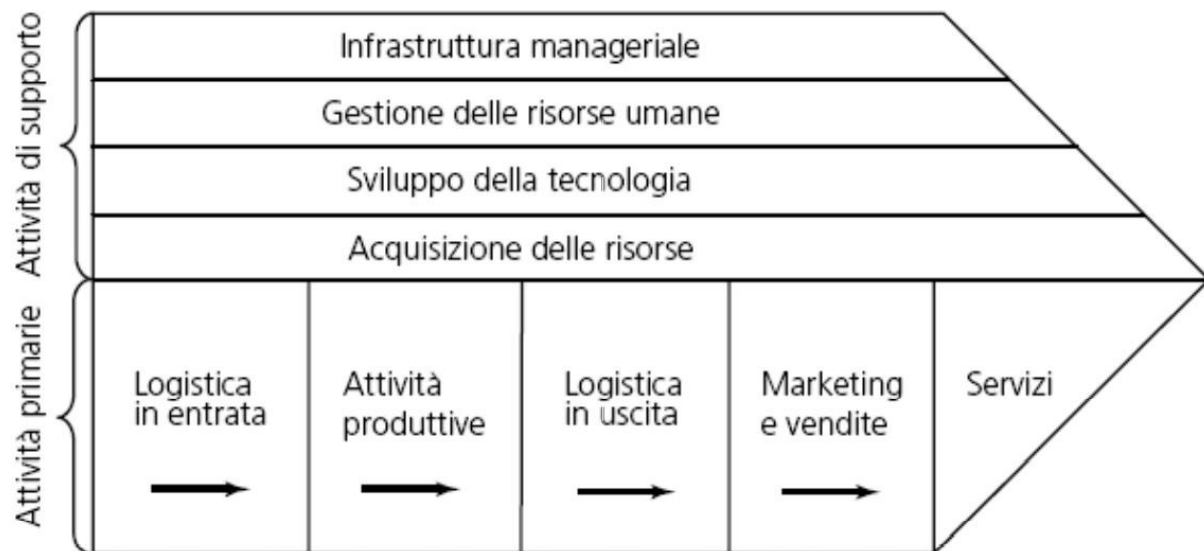 Attività di supporto
Infrastruttura manageriale
Gestione delle risorse umane
Sviluppo della tecnologia
Acquisizione delle risorse
Attività primarie
Logistica
in entrata
Attività
produttive
Logistica
in uscita
Marketing
e vendite
Servizi